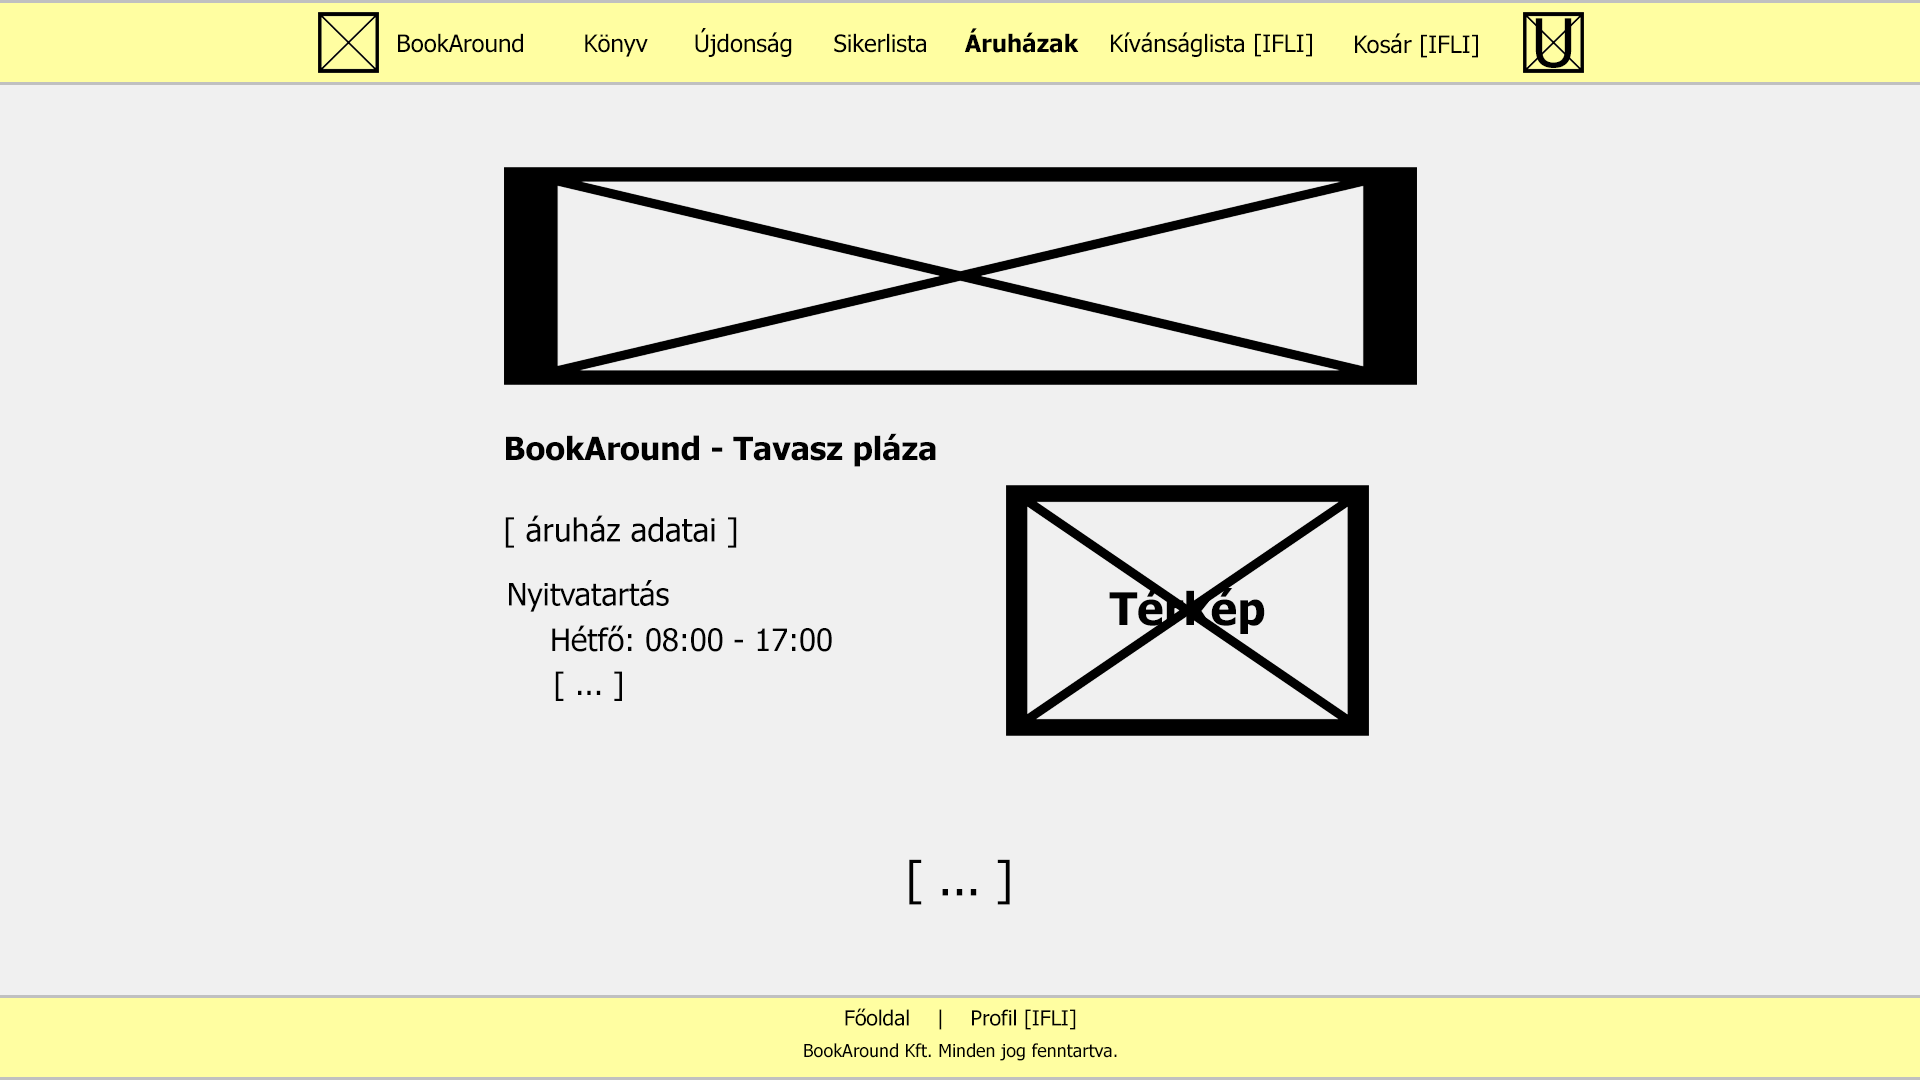 BookAround Könyv Újdonság Sikerlista Áruházak Kívánságlista [IFLI] Kosár [IFLI] U
BookAround - Tavasz pláza
[ áruház adatai ]
Nyitvatartás
Hétfő: 08:00 - 17:00
[ ... ]
Térkép
[ ... ]
Főoldal | Profil [IFLI]
BookAround Kft. Minden jog fenntartva.